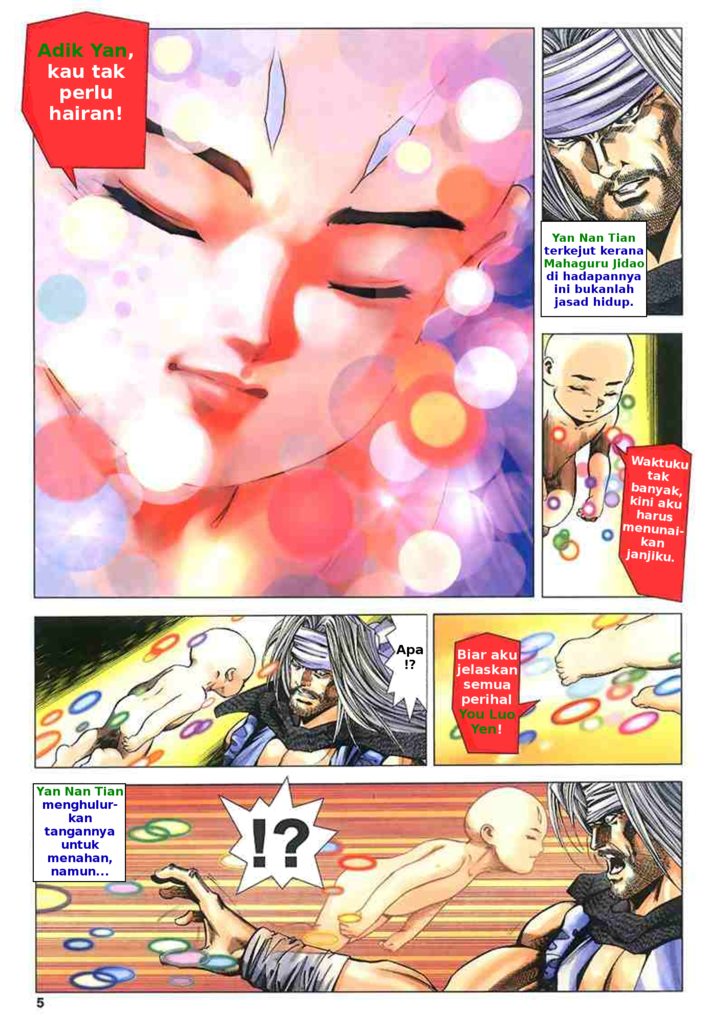 Adik Yan,
kau tak
perlu
hairan!
Yan Nan Tian
terkejut kerana
Mahaguru Jidao
di hadapannya
ini bukanlah
jasad hidup.
Waktuku
tak
banyak,
kini aku
harus
menunai-
kan
janjiku.
Apa
!?
Biar aku
jelaskan
semua
perihal
You Luo
Yen!
Yan Nan Tian
menghulur-
kan
tangannya
untuk
menahan,
namun...
!?
5